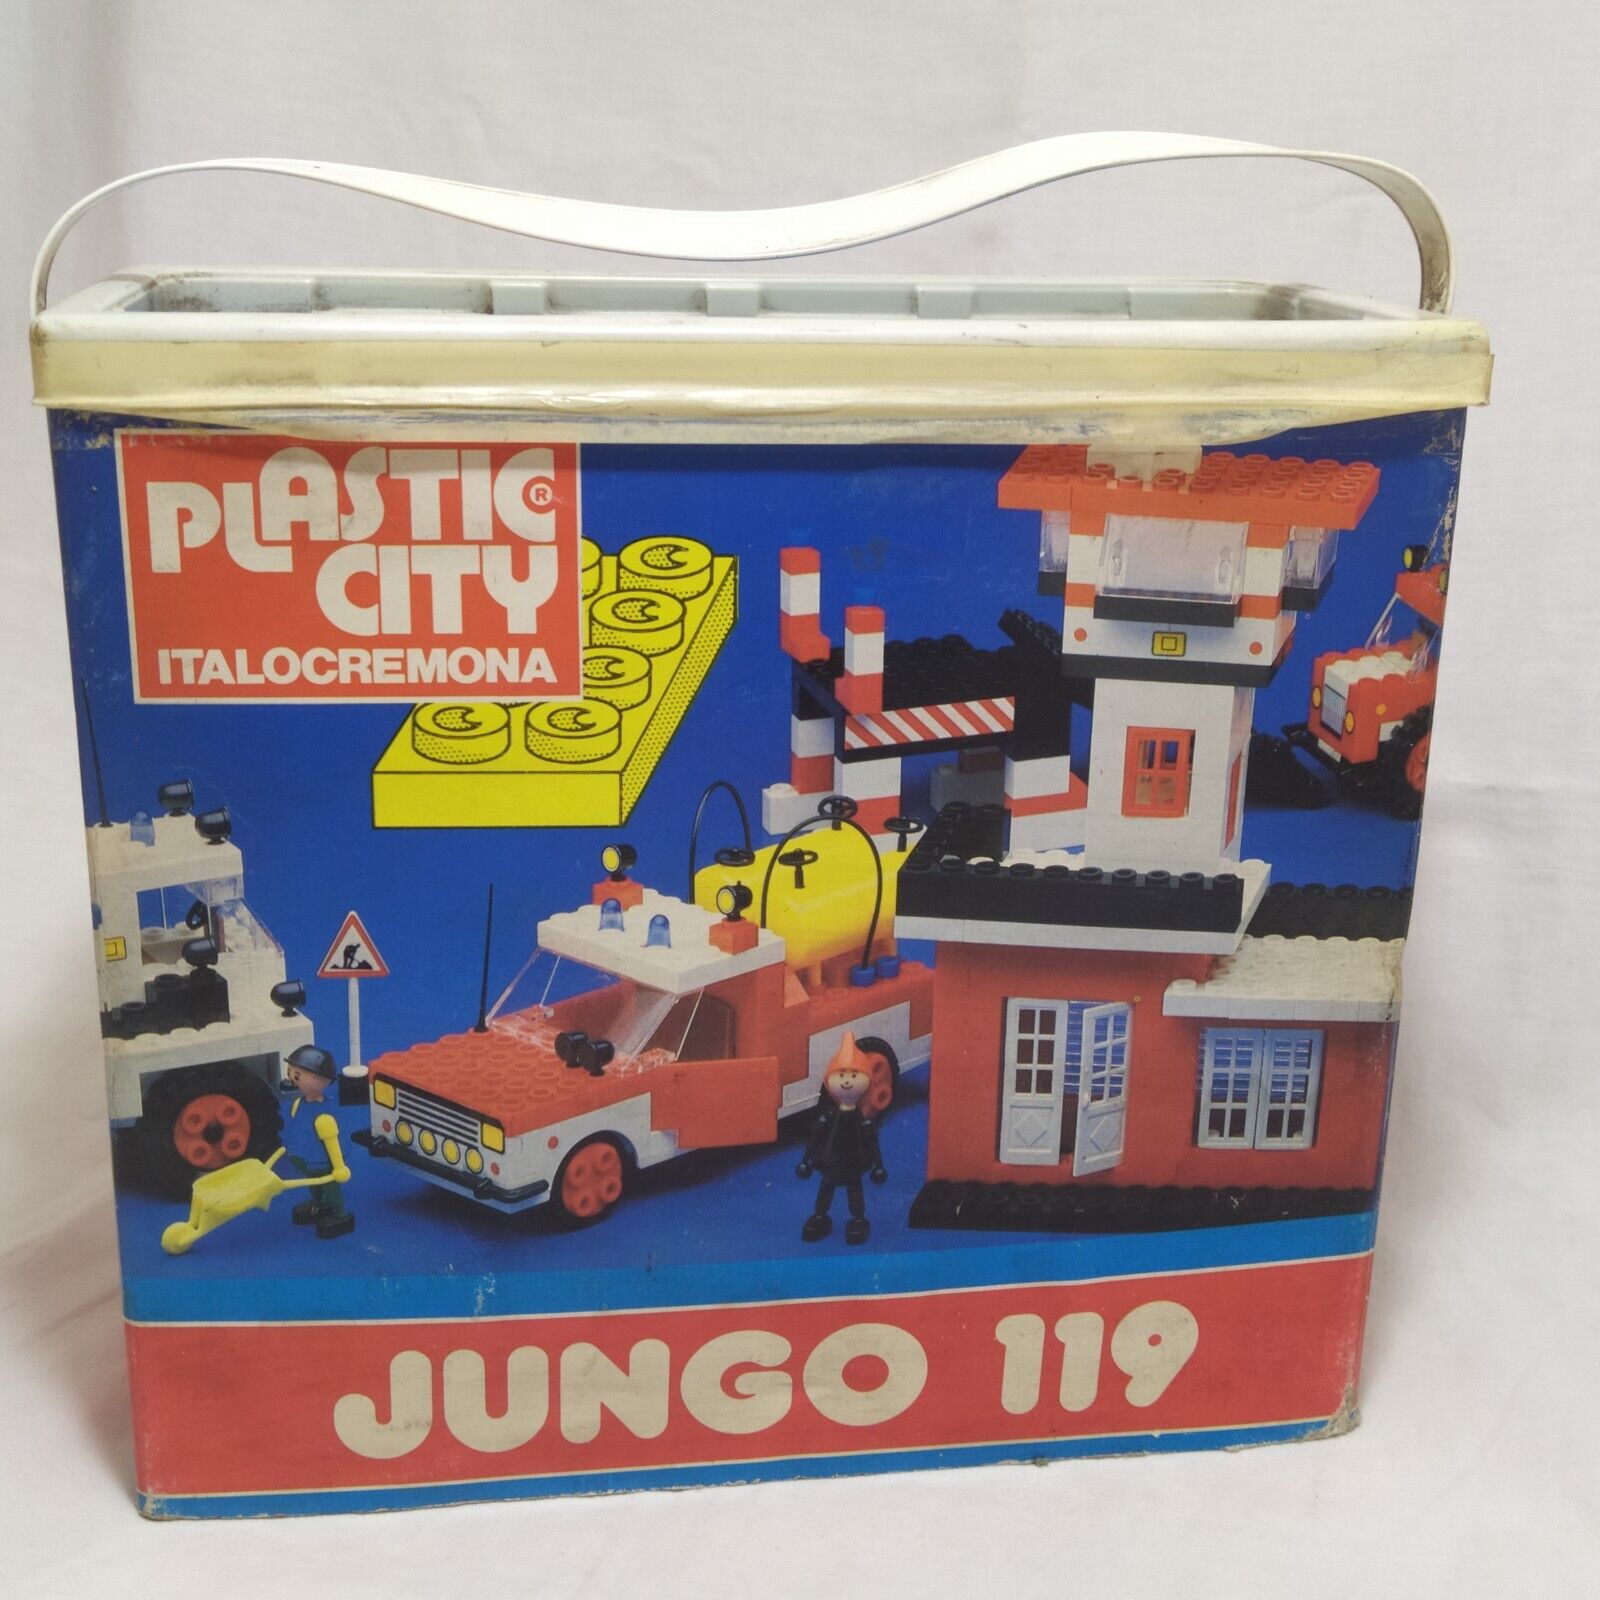 PLASTIC®
CITY
ITALOCREMONA
JUNGO 119